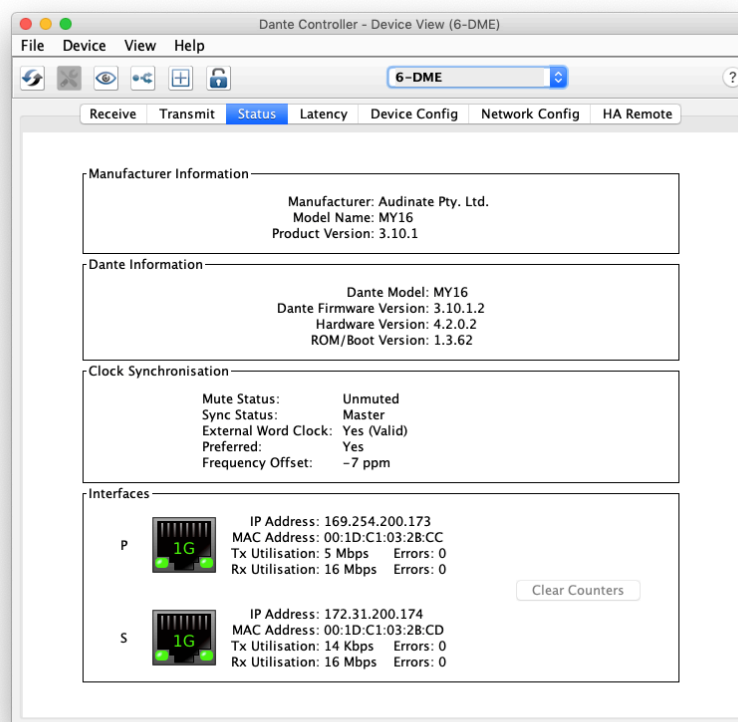 Dante Controller - Device View (6-DME)
File Device View Help
6-DME
?
Receive Transmit Status Latency Device Config Network Config HA Remote
Manufacturer Information
Manufacturer: Audinate Pty. Ltd.
Model Name: MY16
Product Version: 3.10.1
Dante Information
Dante Model: MY16
Dante Firmware Version: 3.10.1.2
Hardware Version: 4.2.0.2
ROM/Boot Version: 1.3.62
Clock Synchronisation
Mute Status: Unmuted
Sync Status: Master
External Word Clock: Yes (Valid)
Preferred: Yes
Frequency Offset: -7 ppm
Interfaces
IP Address: 169.254.200.173
P 1G MAC Address: 00:1D:C1:03:2B:CC
Tx Utilisation: 5 Mbps Errors: 0
Rx Utilisation: 16 Mbps Errors: 0
Clear Counters
IP Address: 172.31.200.174
S 1G MAC Address: 00:1D:C1:03:2B:CD
Tx Utilisation: 14 Kbps Errors: 0
Rx Utilisation: 16 Mbps Errors: 0